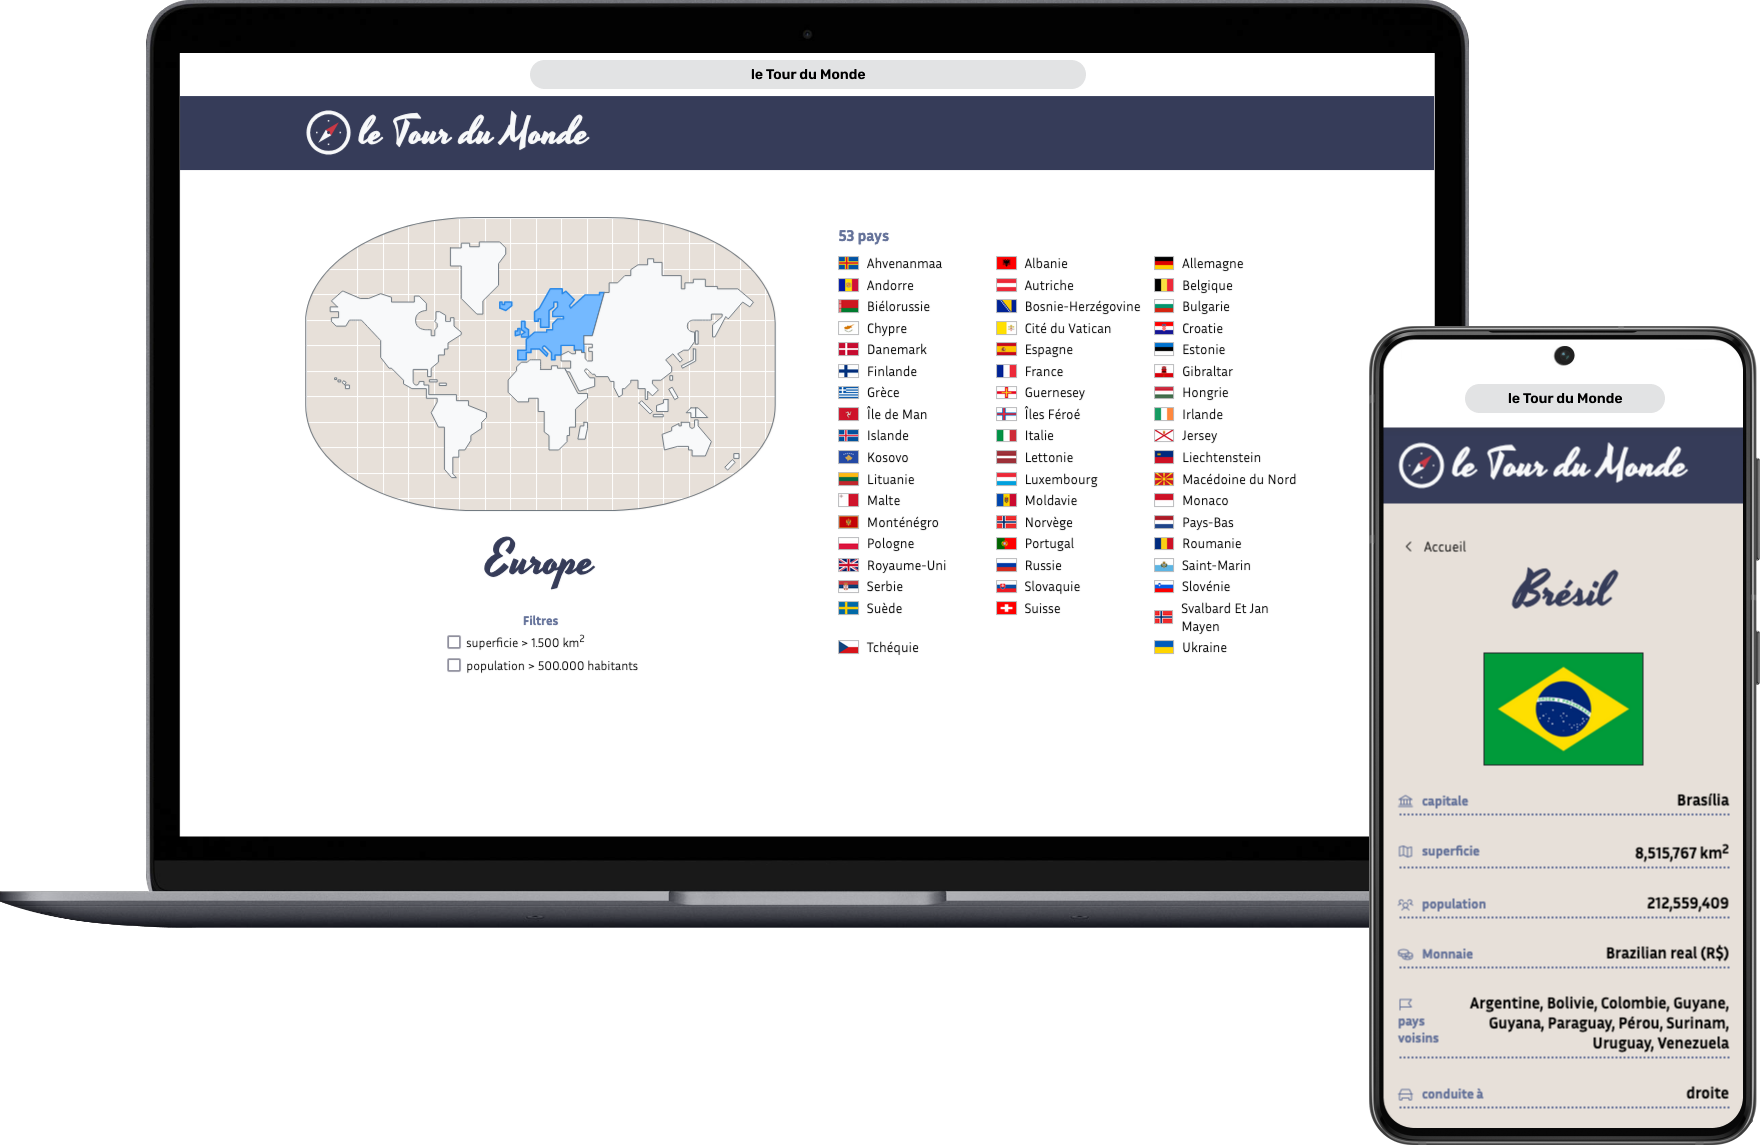 le Tour du Monde
le Tour du Monde
53 pays
Ahvenanmaa Albanie Allemagne
Andorre Autriche Belgique
Biélorussie Bosnie-Herzégovine Bulgarie
Chypre Cité du Vatican Croatie
Danemark Espagne Estonie
Finlande France Gibraltar
Grèce Guernesey Hongrie
Île de Man Îles Féroé Irlande
Islande Italie Jersey
Kosovo Lettonie Liechtenstein
Lituanie Luxembourg Macédoine du Nord
Malte Moldavie Monaco
Monténégro Norvège Pays-Bas
Pologne Portugal Roumanie
Royaume-Uni Russie Saint-Marin
Serbie Slovaquie Slovénie
Suède Suisse Svalbard Et Jan
Mayen
Tchéquie Ukraine
Europe
Filtres
superficie > 1.500 km²
population > 500.000 habitants
le Tour du Monde
le Tour du Monde
Accueil
Brésil
capitale Brasília
superficie 8,515,767 km²
population 212,559,409
Monnaie Brazilian real (R$)
pays voisins Argentine, Bolivie, Colombie, Guyane,
Guyana, Paraguay, Pérou, Surinam,
Uruguay, Venezuela
conduite à droite